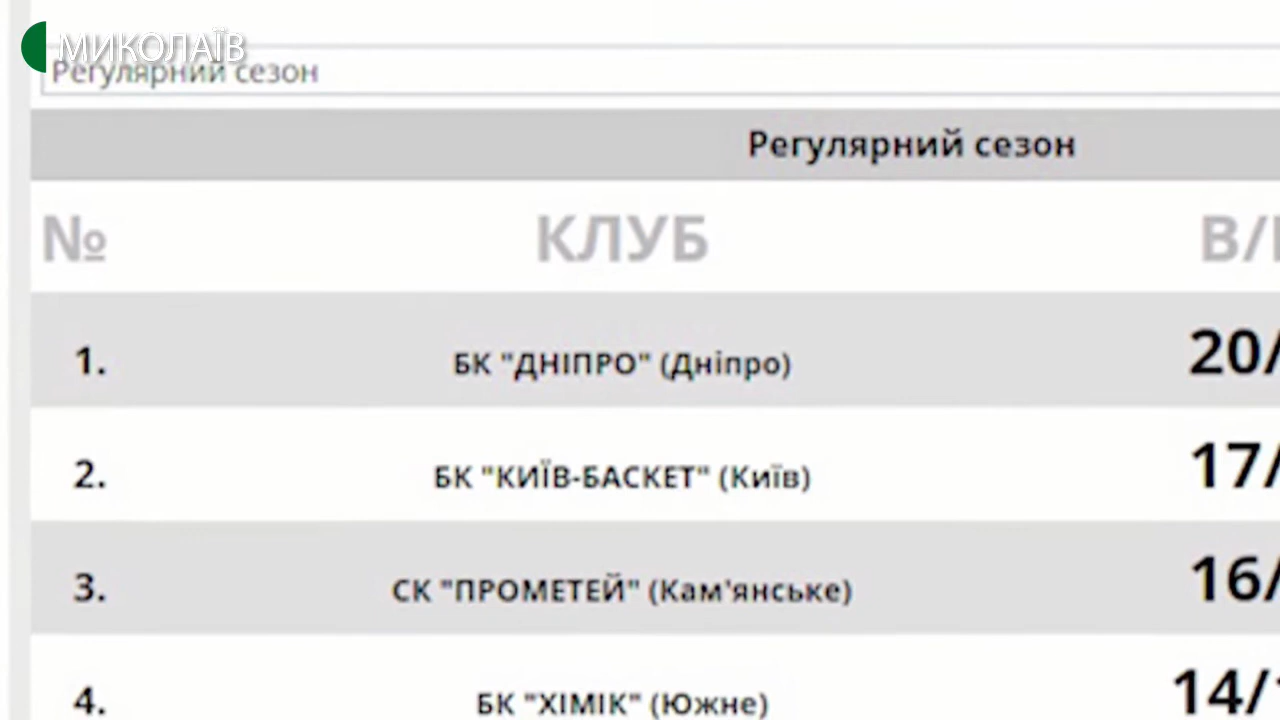 МИКОЛАЇВ
Регулярний сезон
Регулярний сезон
№ КЛУБ В/
1. БК "ДНІПРО" (Дніпро) 20/
2. БК "КИЇВ-БАСКЕТ" (Київ) 17/
3. СК "ПРОМЕТЕЙ" (Кам'янське) 16/
4. БК "ХІМІК" (Южне) 14/